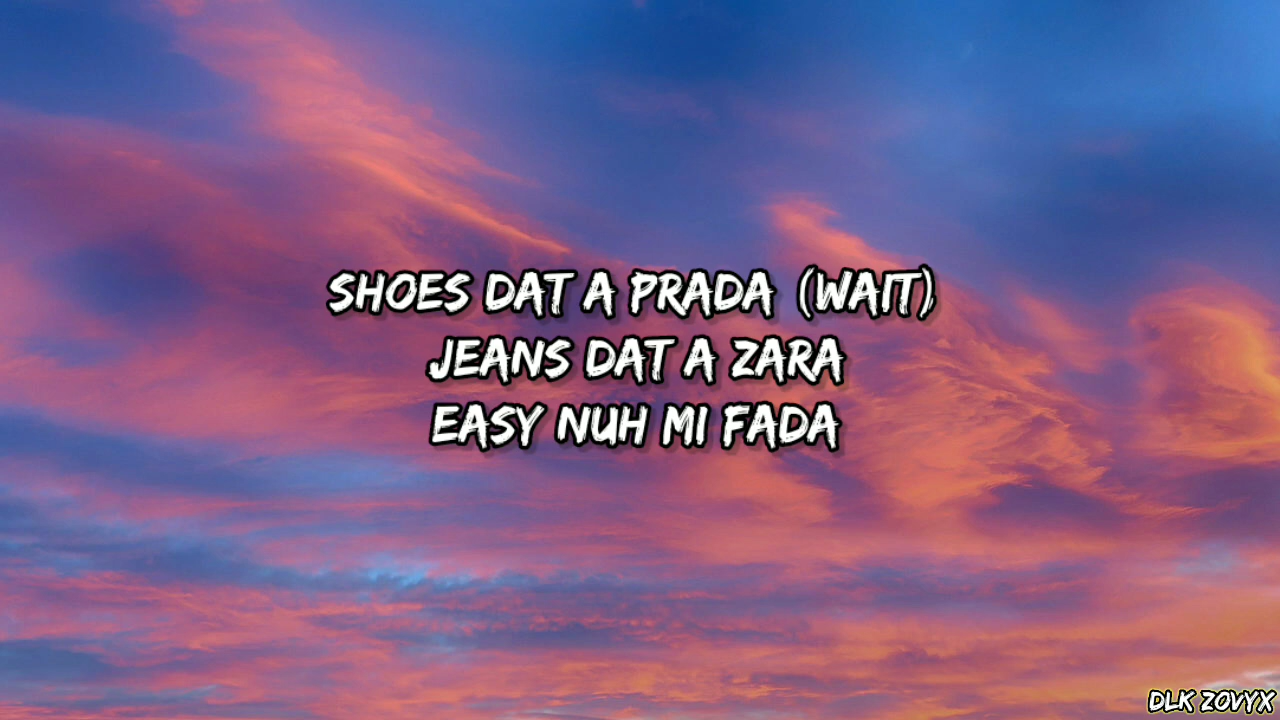 SHOES DAT A PRADA (WAIT)
JEANS DAT A ZARA
EASY NUH MI FADA
DLK ZOVYX